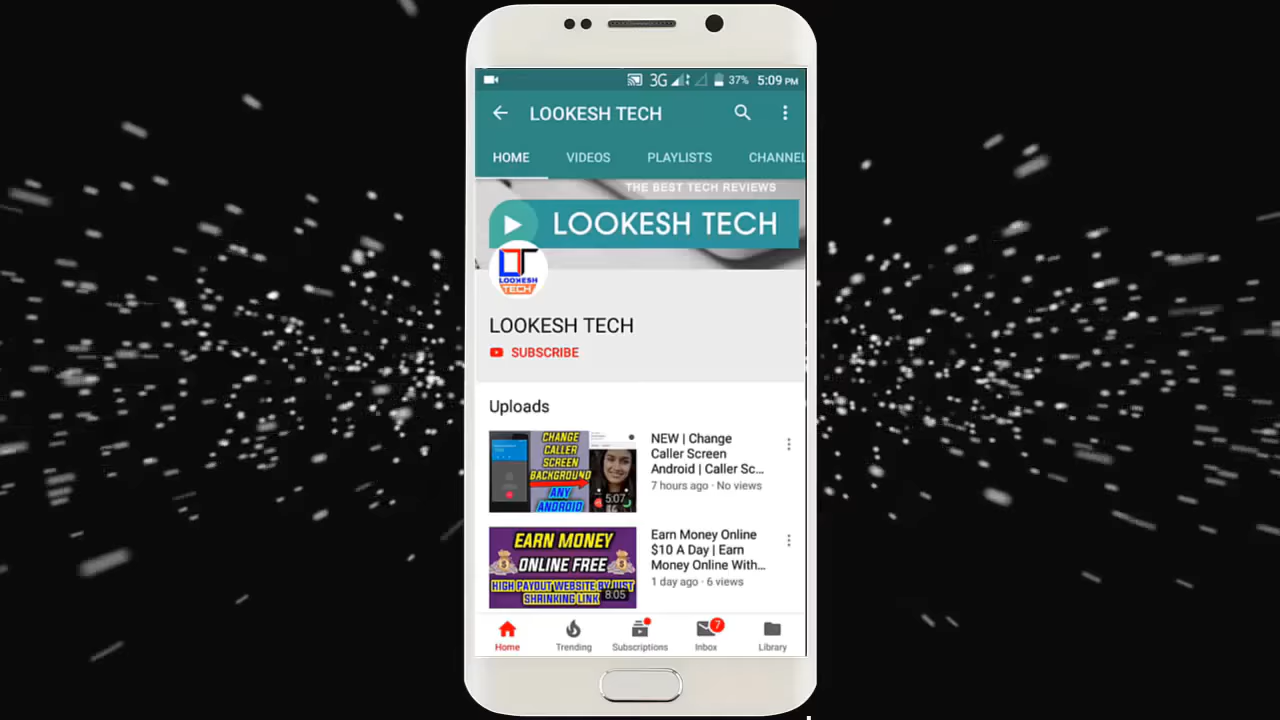 3G 37% 5:09 PM
LOOKESH TECH
HOME VIDEOS PLAYLISTS CHANNEL
THE BEST TECH REVIEWS
LOOKESH TECH
LT
LOOKESH
TECH
LOOKESH TECH
SUBSCRIBE
Uploads
CHANGE
CALLER
SCREEN
BACKGROUND
ANY
ANDROID
5:07
NEW | Change
Caller Screen
Android | Caller Sc...
7 hours ago · No views
EARN MONEY
ONLINE FREE
HIGH PAYOUT WEBSITE BY JUST
SHRINKING LINK
8:05
Earn Money Online
$10 A Day | Earn
Money Online With...
1 day ago · 6 views
7
Home Trending Subscriptions Inbox Library